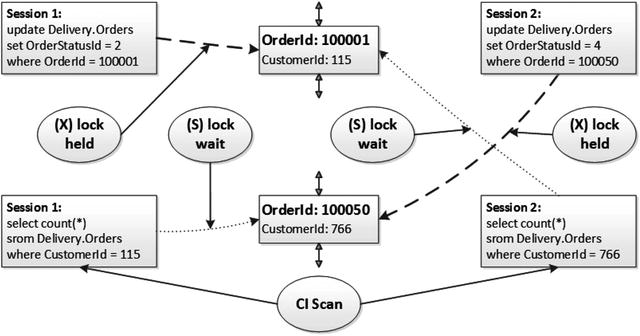 Session 1:
update Delivery.Orders
set OrderStatusId = 2
where OrderId = 100001
OrderId: 100001
CustomerId: 115
Session 2:
update Delivery.Orders
set OrderStatusId = 4
where OrderId = 100050
(X) lock
held
(S) lock
wait
(S) lock
wait
(X) lock
held
Session 1:
select count(*)
srom Delivery.Orders
where CustomerId = 115
OrderId: 100050
CustomerId: 766
Session 2:
select count(*)
srom Delivery.Orders
where CustomerId = 766
CI Scan